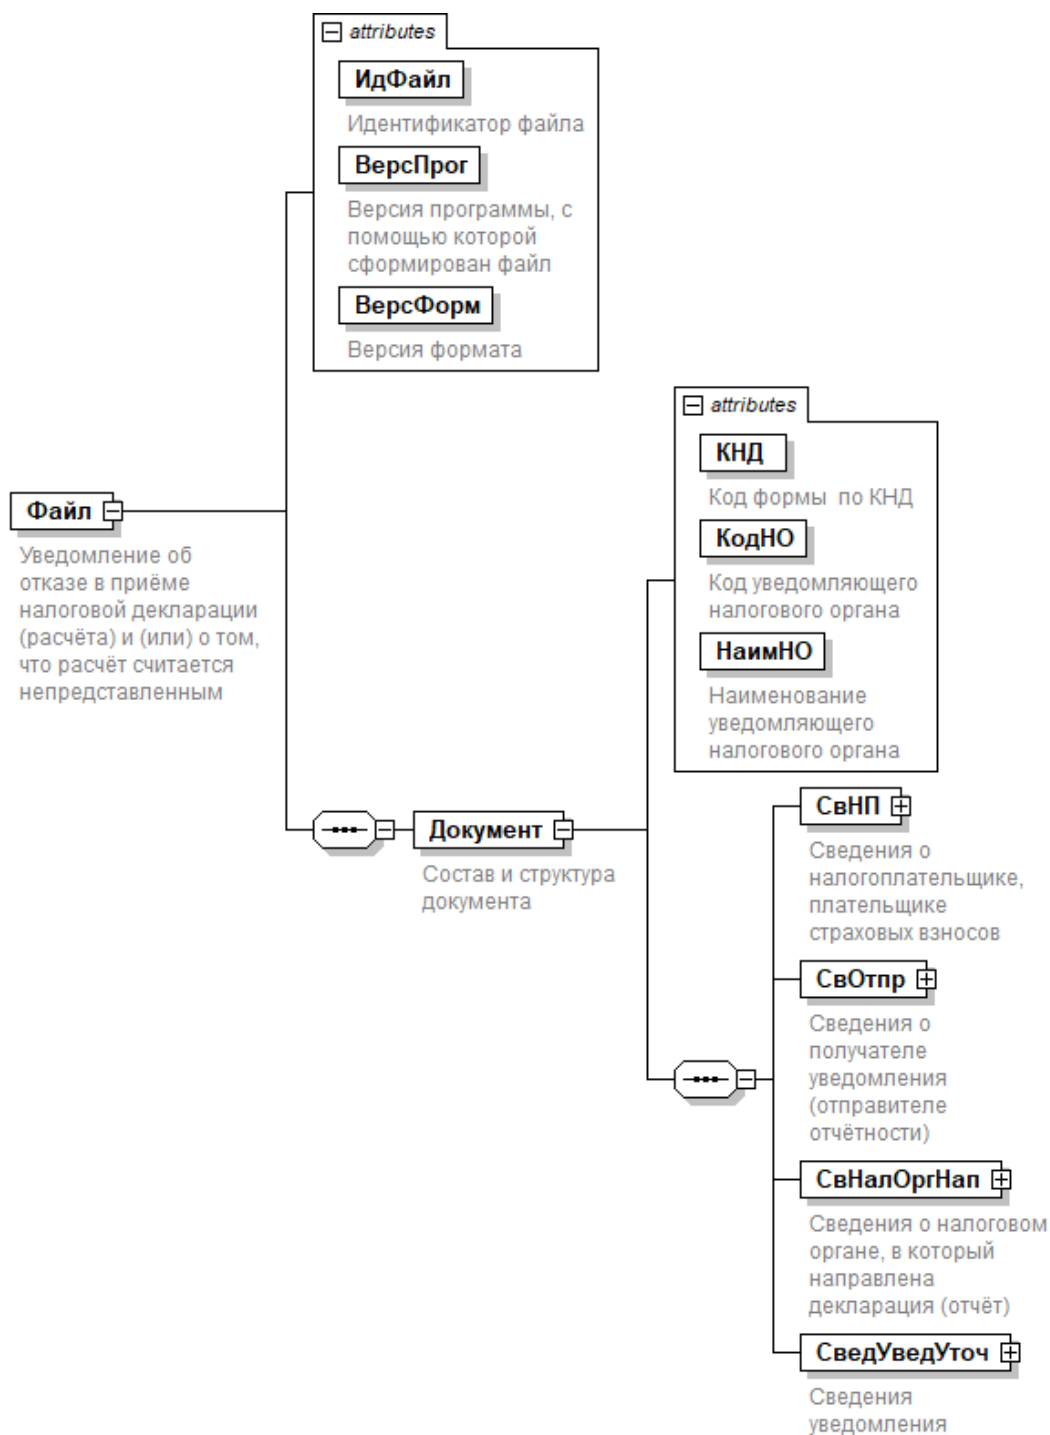 attributes
ИдФайл
Идентификатор файла
ВерсПрог
Версия программы, с
помощью которой
сформирован файл
ВерсФорм
Версия формата
attributes
КНД
Код формы по КНД
КодНО
Код уведомляющего
налогового органа
НаимНО
Наименование
уведомляющего
налогового органа
Файл
Уведомление об
отказе в приёме
налоговой декларации
(расчёта) и (или) о том,
что расчёт считается
непредставленным
Документ
Состав и структура
документа
СвНП
Сведения о
налогоплательщике,
плательщике
страховых взносов
СвОтпр
Сведения о
получателе
уведомления
(отправителе
отчётности)
СвНалОргНап
Сведения о налоговом
органе, в который
направлена
декларация (отчёт)
СведУведУточ
Сведения
уведомления